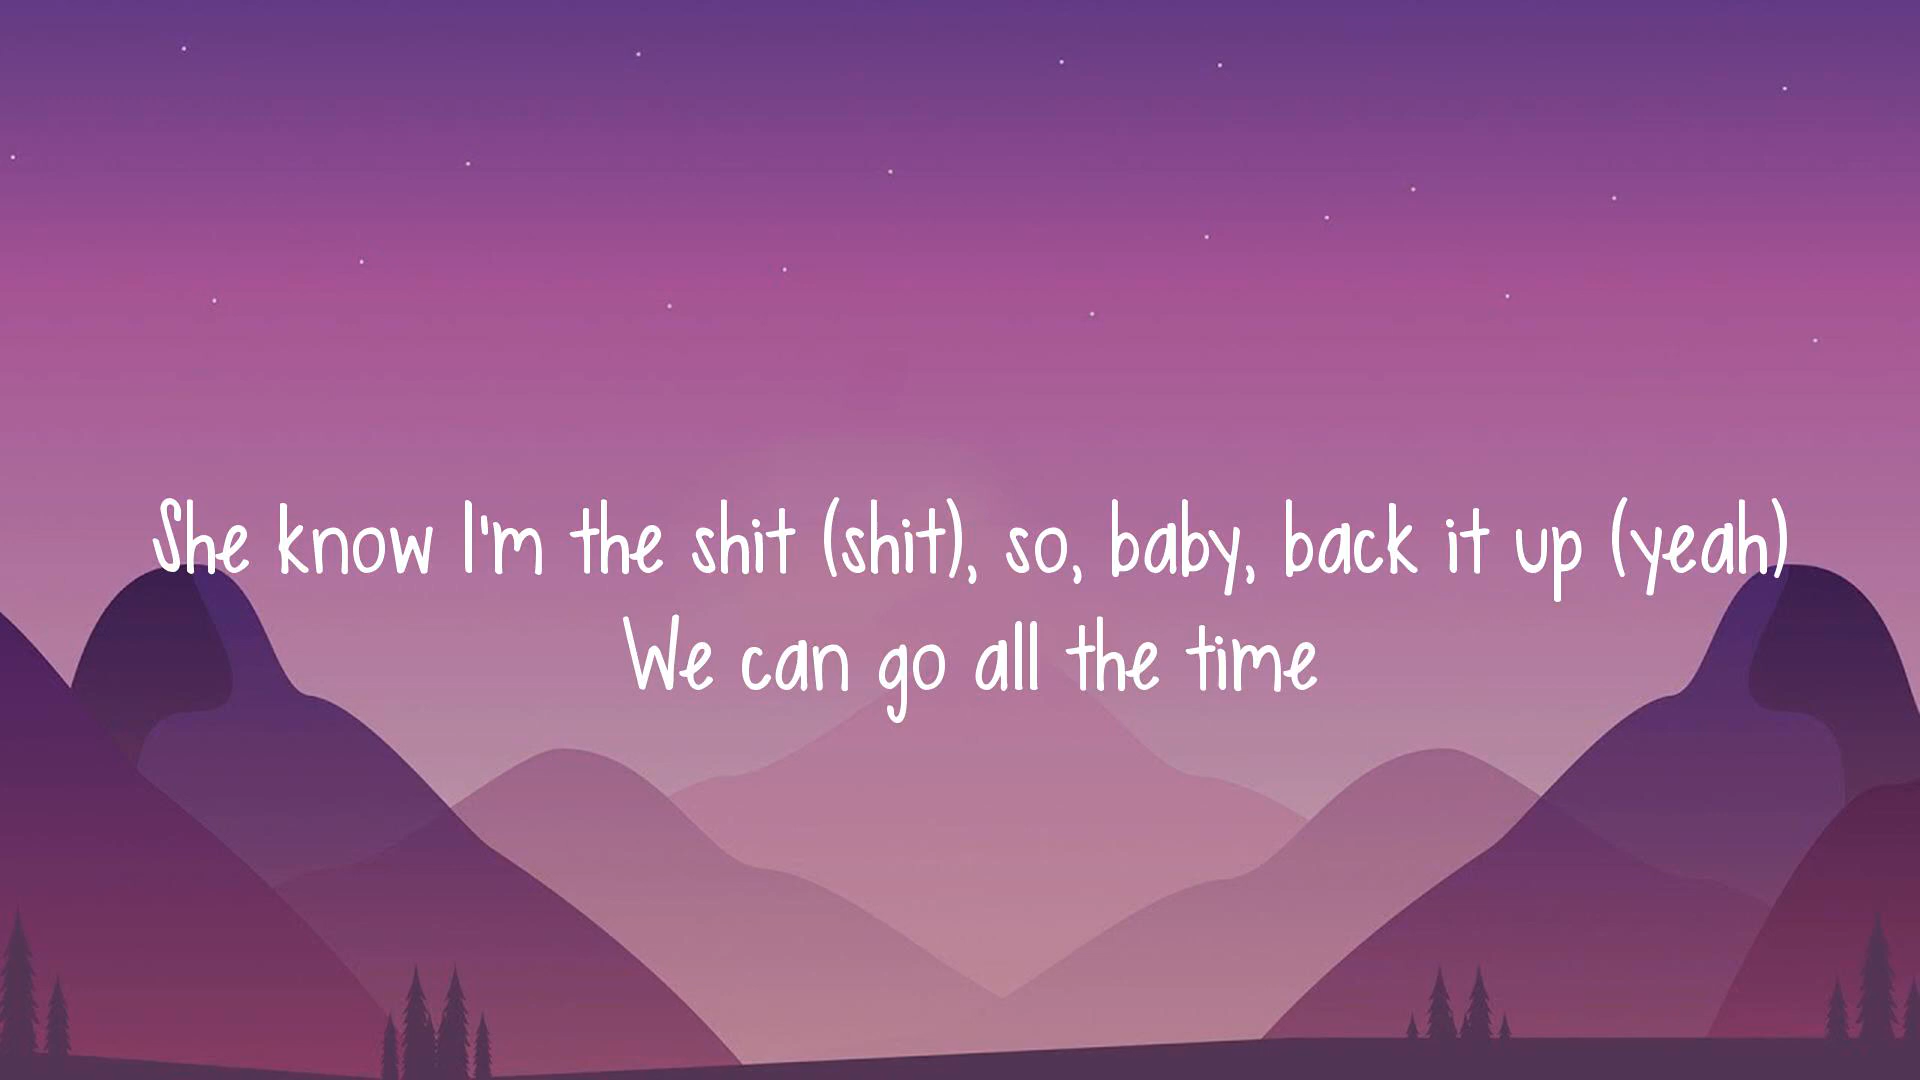 She know I'm the shit (shit), so, baby, back it up (yeah)
We can go all the time